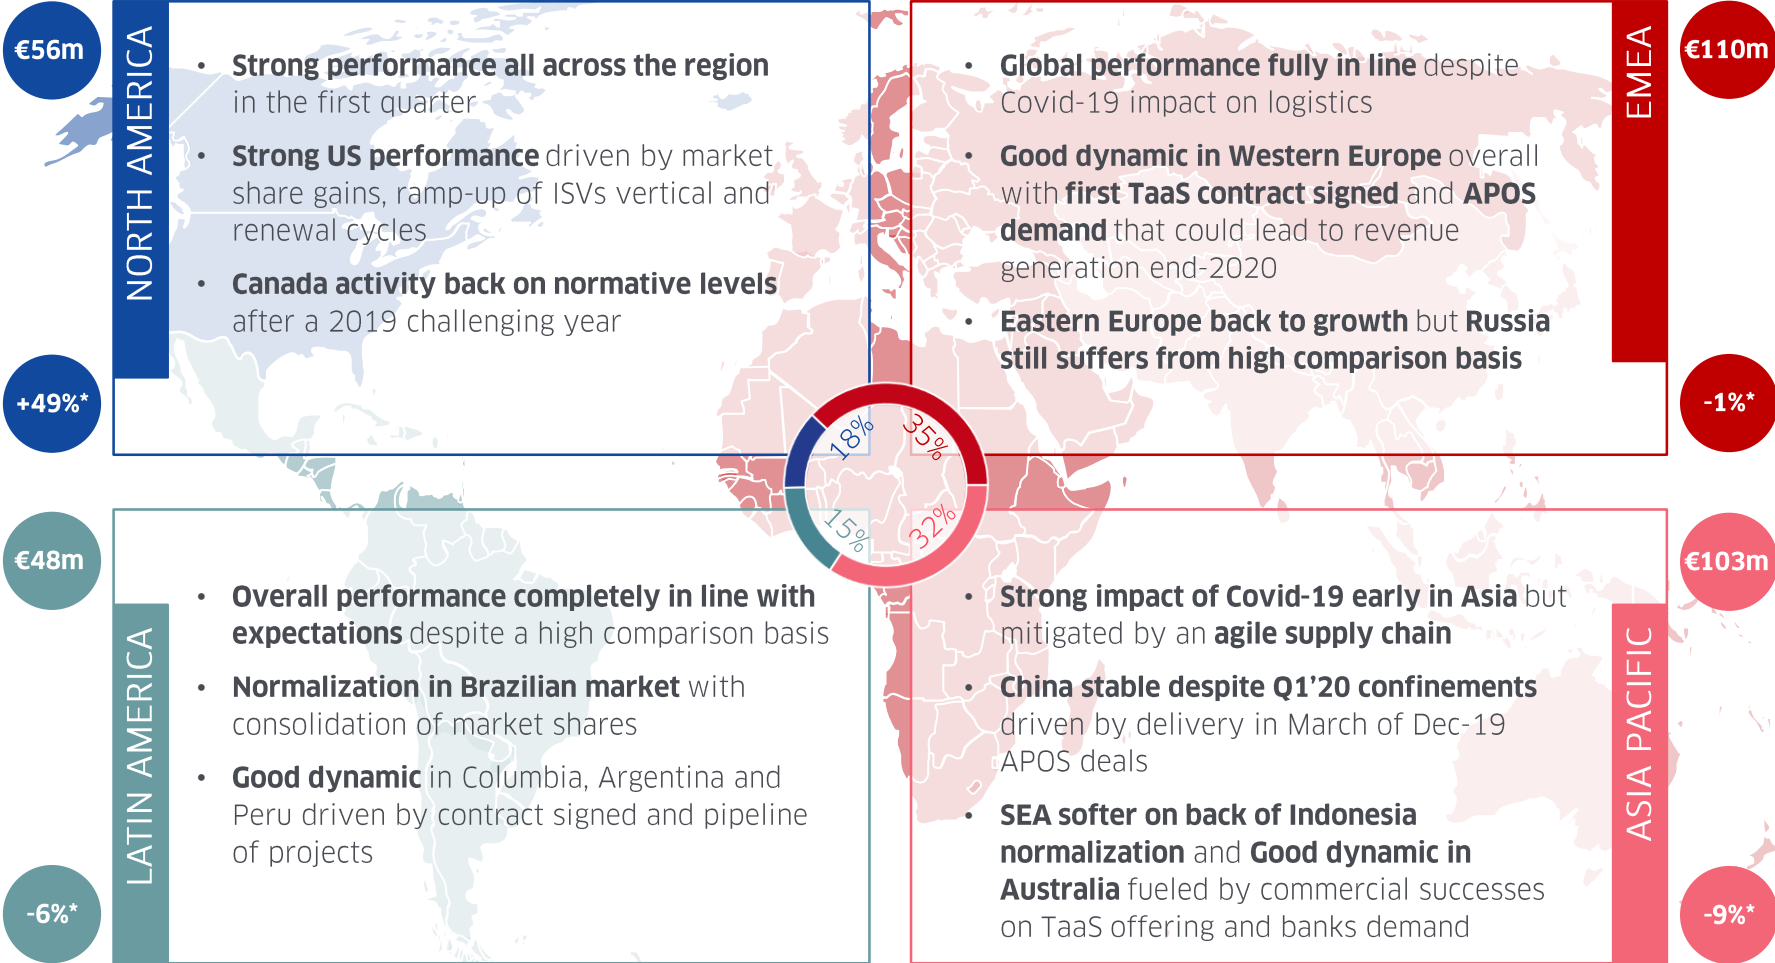 €56m
NORTH AMERICA
+49%*
• Strong performance all across the region
in the first quarter
• Strong US performance driven by market
share gains, ramp-up of ISVs vertical and
renewal cycles
• Canada activity back on normative levels
after a 2019 challenging year
€110m
EMEA
-1%*
• Global performance fully in line despite
Covid-19 impact on logistics
• Good dynamic in Western Europe overall
with first TaaS contract signed and APOS
demand that could lead to revenue
generation end-2020
• Eastern Europe back to growth but Russia
still suffers from high comparison basis
18%
35%
15%
32%
€48m
LATIN AMERICA
-6%*
• Overall performance completely in line with
expectations despite a high comparison basis
• Normalization in Brazilian market with
consolidation of market shares
• Good dynamic in Columbia, Argentina and
Peru driven by contract signed and pipeline
of projects
€103m
ASIA PACIFIC
-9%*
• Strong impact of Covid-19 early in Asia but
mitigated by an agile supply chain
• China stable despite Q1’20 confinements
driven by delivery in March of Dec-19
APOS deals
• SEA softer on back of Indonesia
normalization and Good dynamic in
Australia fueled by commercial successes
on TaaS offering and banks demand